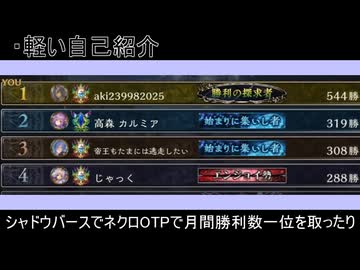 ・軽い自己紹介
YOU
1 aki239982025 勝利の探求者 544勝
2 高森 カルミア 始まりに集いし者 319勝
3 帝王もたまには逃走したい 始まりに集いし者 308勝
4 じゃっく エンジョイ勢 288勝
シャドウバースでネクロOTPで月間勝利数一位を取ったり